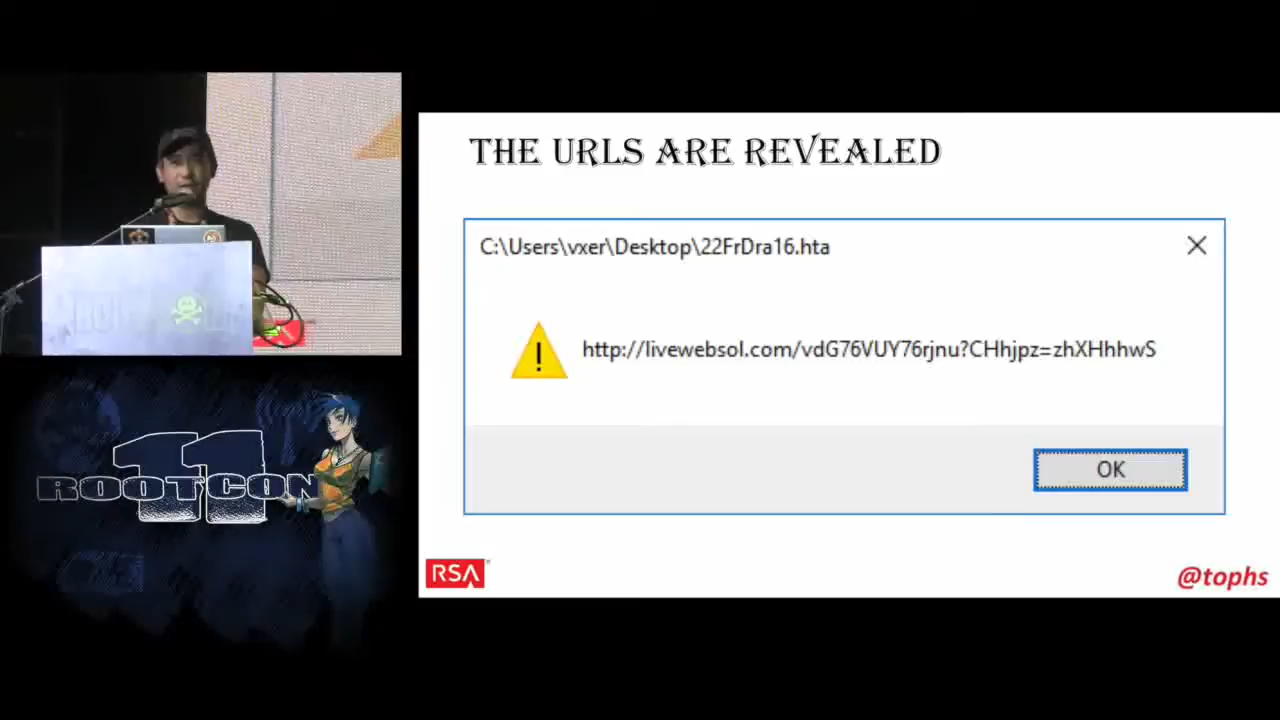 THE URLS ARE REVEALED
C:\Users\vxer\Desktop\22FrDra16.hta
http://livewebsol.com/vdG76VUY76rjnu?CHhjpz=zhXHhhwS
OK
RSA
@tophs
11
ROOTCON